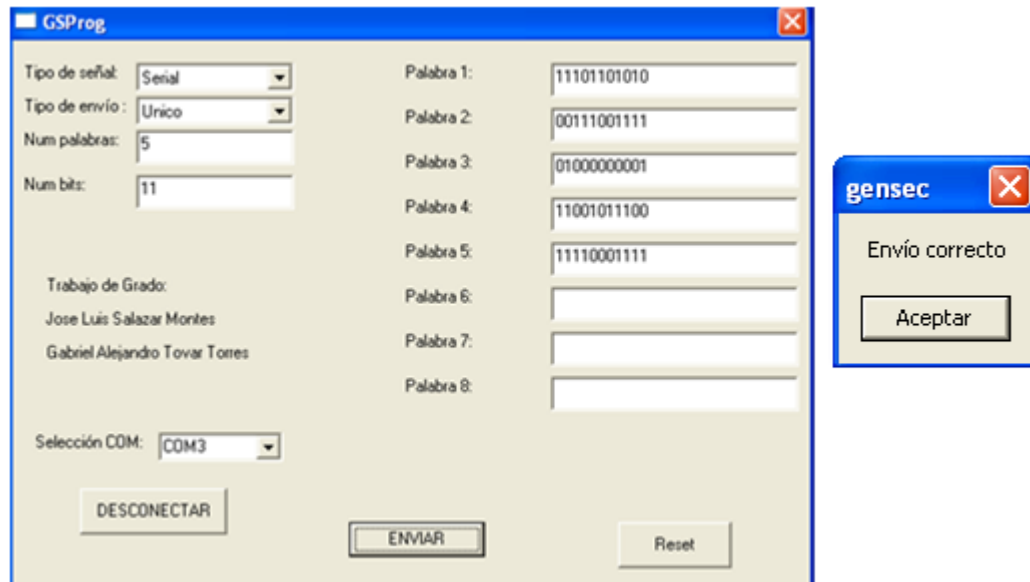 GSProg
Tipo de señal: Serial
Tipo de envío : Unico
Num palabras: 5
Num bits: 11
Trabajo de Grado:
Jose Luis Salazar Montes
Gabriel Alejandro Tovar Torres
Selección COM: COM3
DESCONECTAR
Palabra 1: 11101101010
Palabra 2: 00111001111
Palabra 3: 01000000001
Palabra 4: 11001011100
Palabra 5: 11110001111
Palabra 6:
Palabra 7:
Palabra 8:
ENVIAR
Reset
gensec
Envío correcto
Aceptar